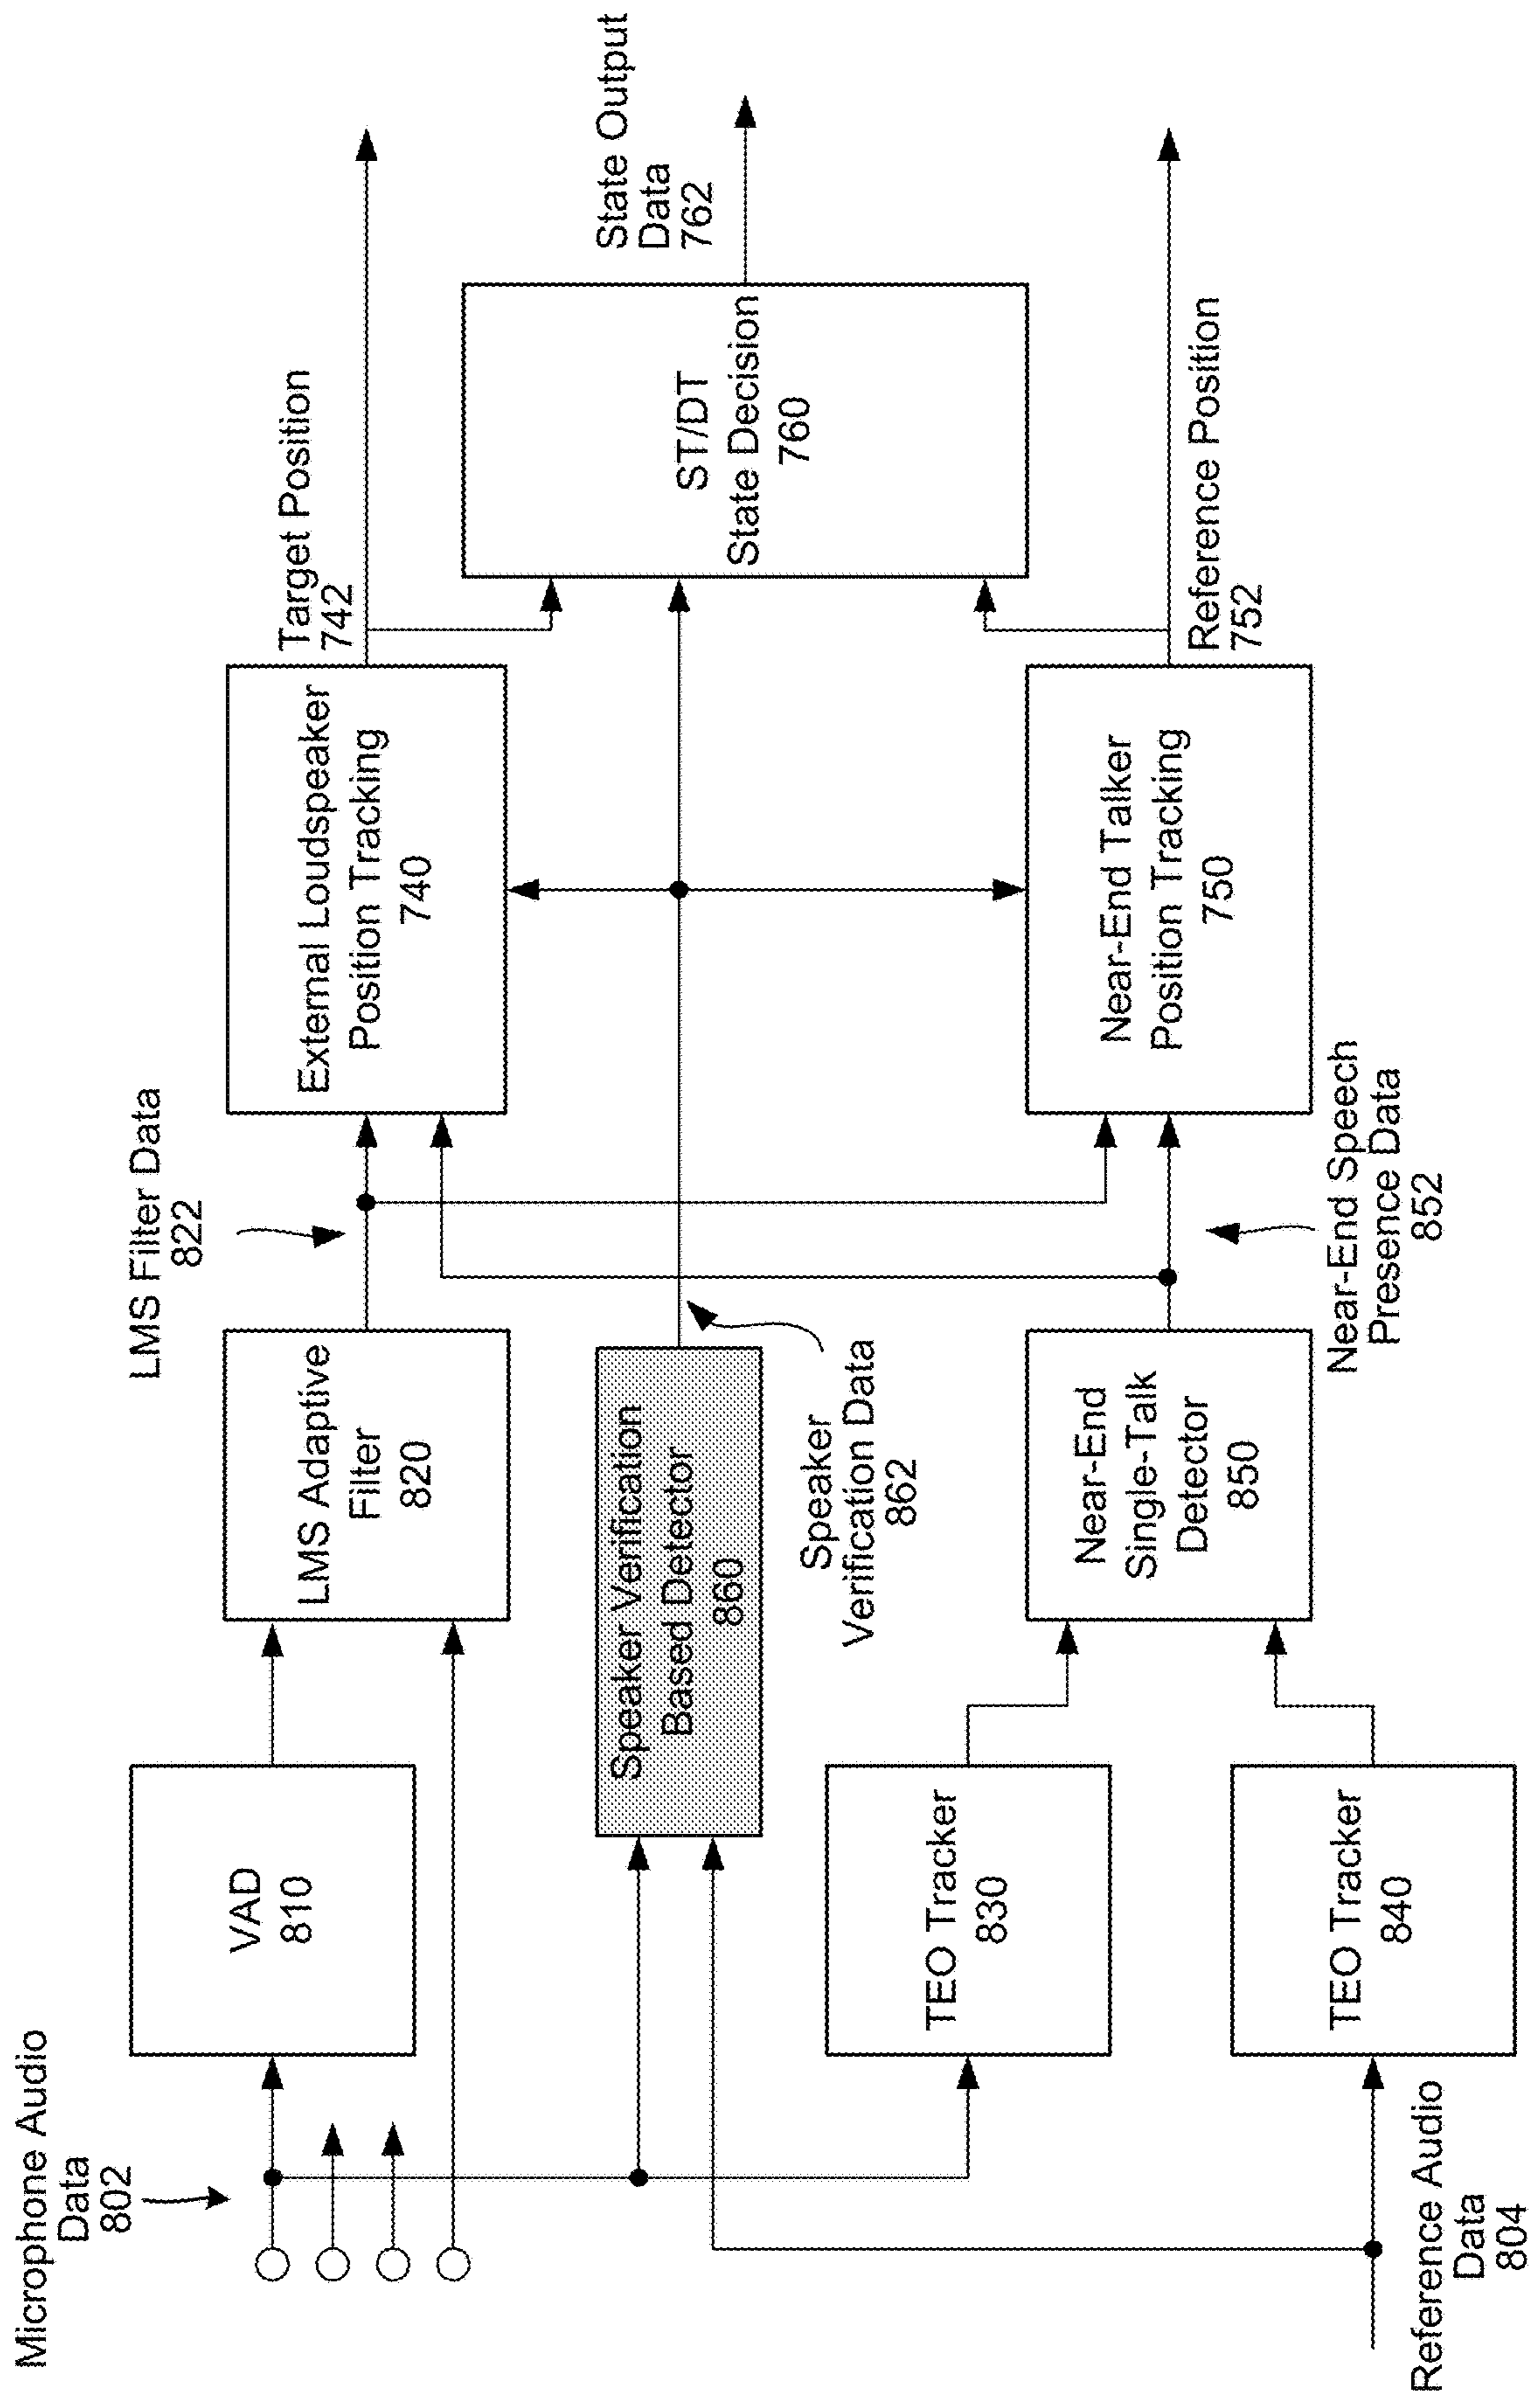 Microphone Audio
Data
802
VAD
810
LMS Adaptive
Filter
820
LMS Filter Data
822
External Loudspeaker
Position Tracking
740
Target Position
742
Speaker Verification
Based Detector
860
Speaker
Verification Data
862
ST/DT
State Decision
760
State Output
Data
762
TEO Tracker
830
TEO Tracker
840
Near-End
Single-Talk
Detector
850
Near-End Speech
Presence Data
852
Near-End Talker
Position Tracking
750
Reference Position
752
Reference Audio
Data
804